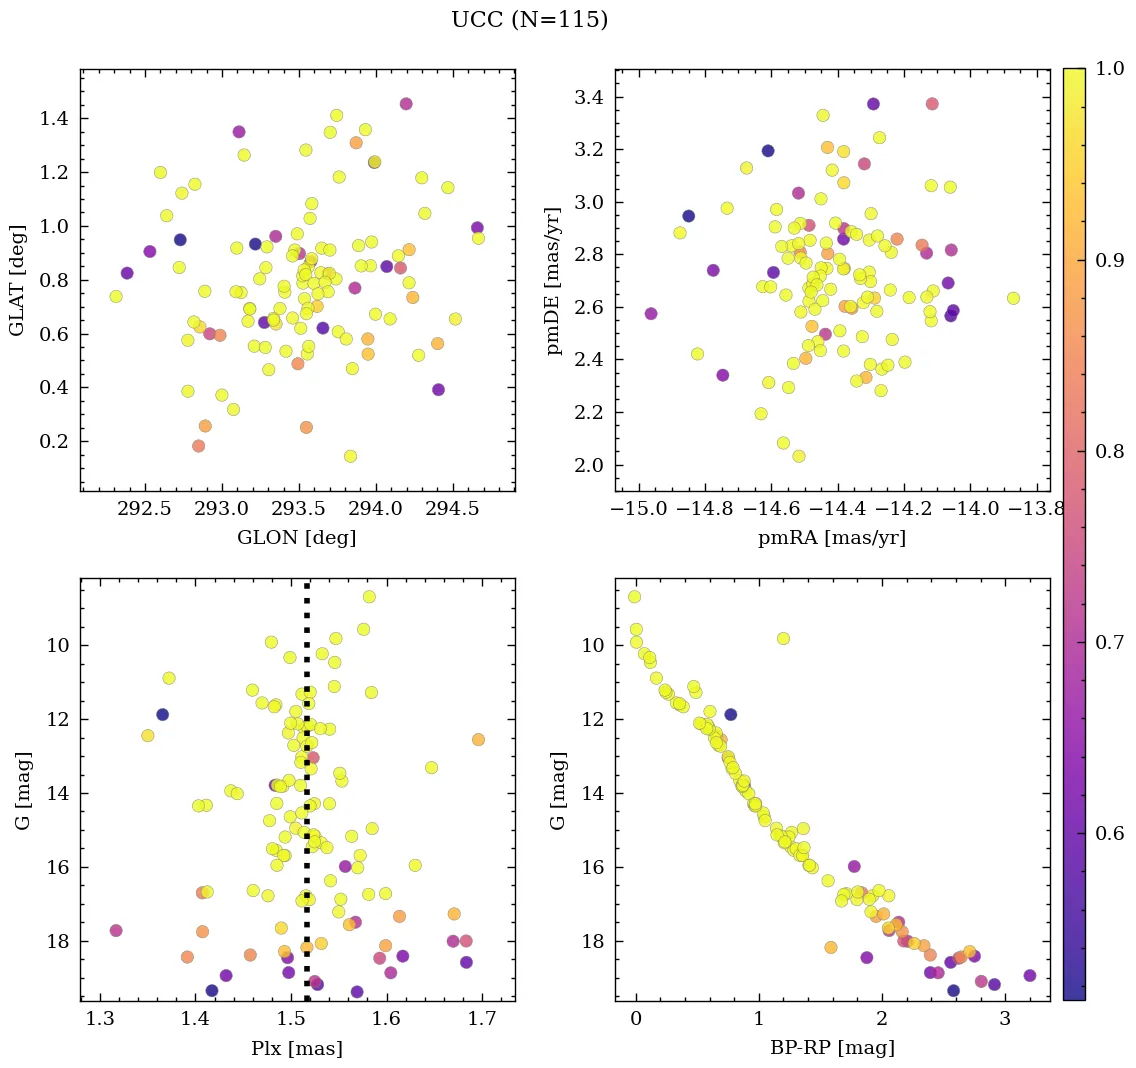 UCC (N=115)
1.4
1.2
1.0
0.8
0.6
0.4
0.2
GLAT [deg]
292.5 293.0 293.5 294.0 294.5
GLON [deg]
3.4
3.2
3.0
2.8
2.6
2.4
2.2
2.0
pmDE [mas/yr]
−15.0 −14.8 −14.6 −14.4 −14.2 −14.0 −13.8
pmRA [mas/yr]
10
12
14
16
18
G [mag]
1.3 1.4 1.5 1.6 1.7
Plx [mas]
10
12
14
16
18
G [mag]
0 1 2 3
BP-RP [mag]
1.0
0.9
0.8
0.7
0.6